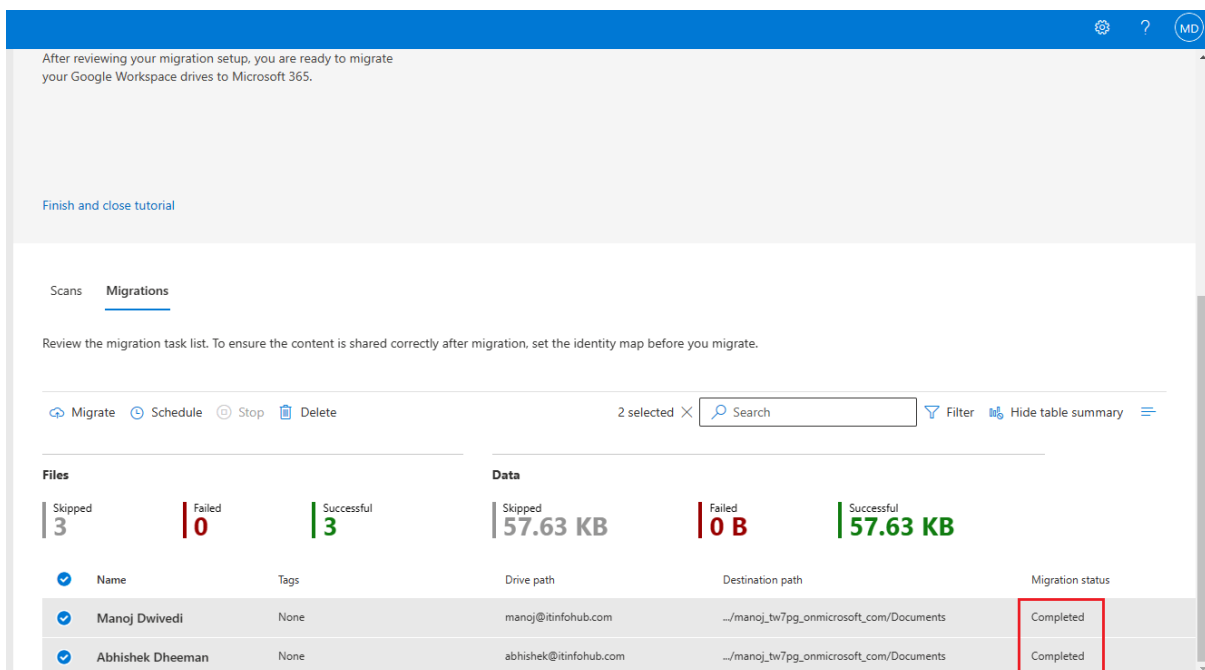 ? MD
After reviewing your migration setup, you are ready to migrate
your Google Workspace drives to Microsoft 365.
Finish and close tutorial
Scans Migrations
Review the migration task list. To ensure the content is shared correctly after migration, set the identity map before you migrate.
Migrate Schedule Stop Delete 2 selected Search Filter Hide table summary
Files Data
Skipped Failed Successful Skipped Failed Successful
3 0 3 57.63 KB 0 B 57.63 KB
Name Tags Drive path Destination path Migration status
Manoj Dwivedi None manoj@itinfohub.com .../manoj_tw7pg_onmicrosoft_com/Documents Completed
Abhishek Dheeman None abhishek@itinfohub.com .../manoj_tw7pg_onmicrosoft_com/Documents Completed